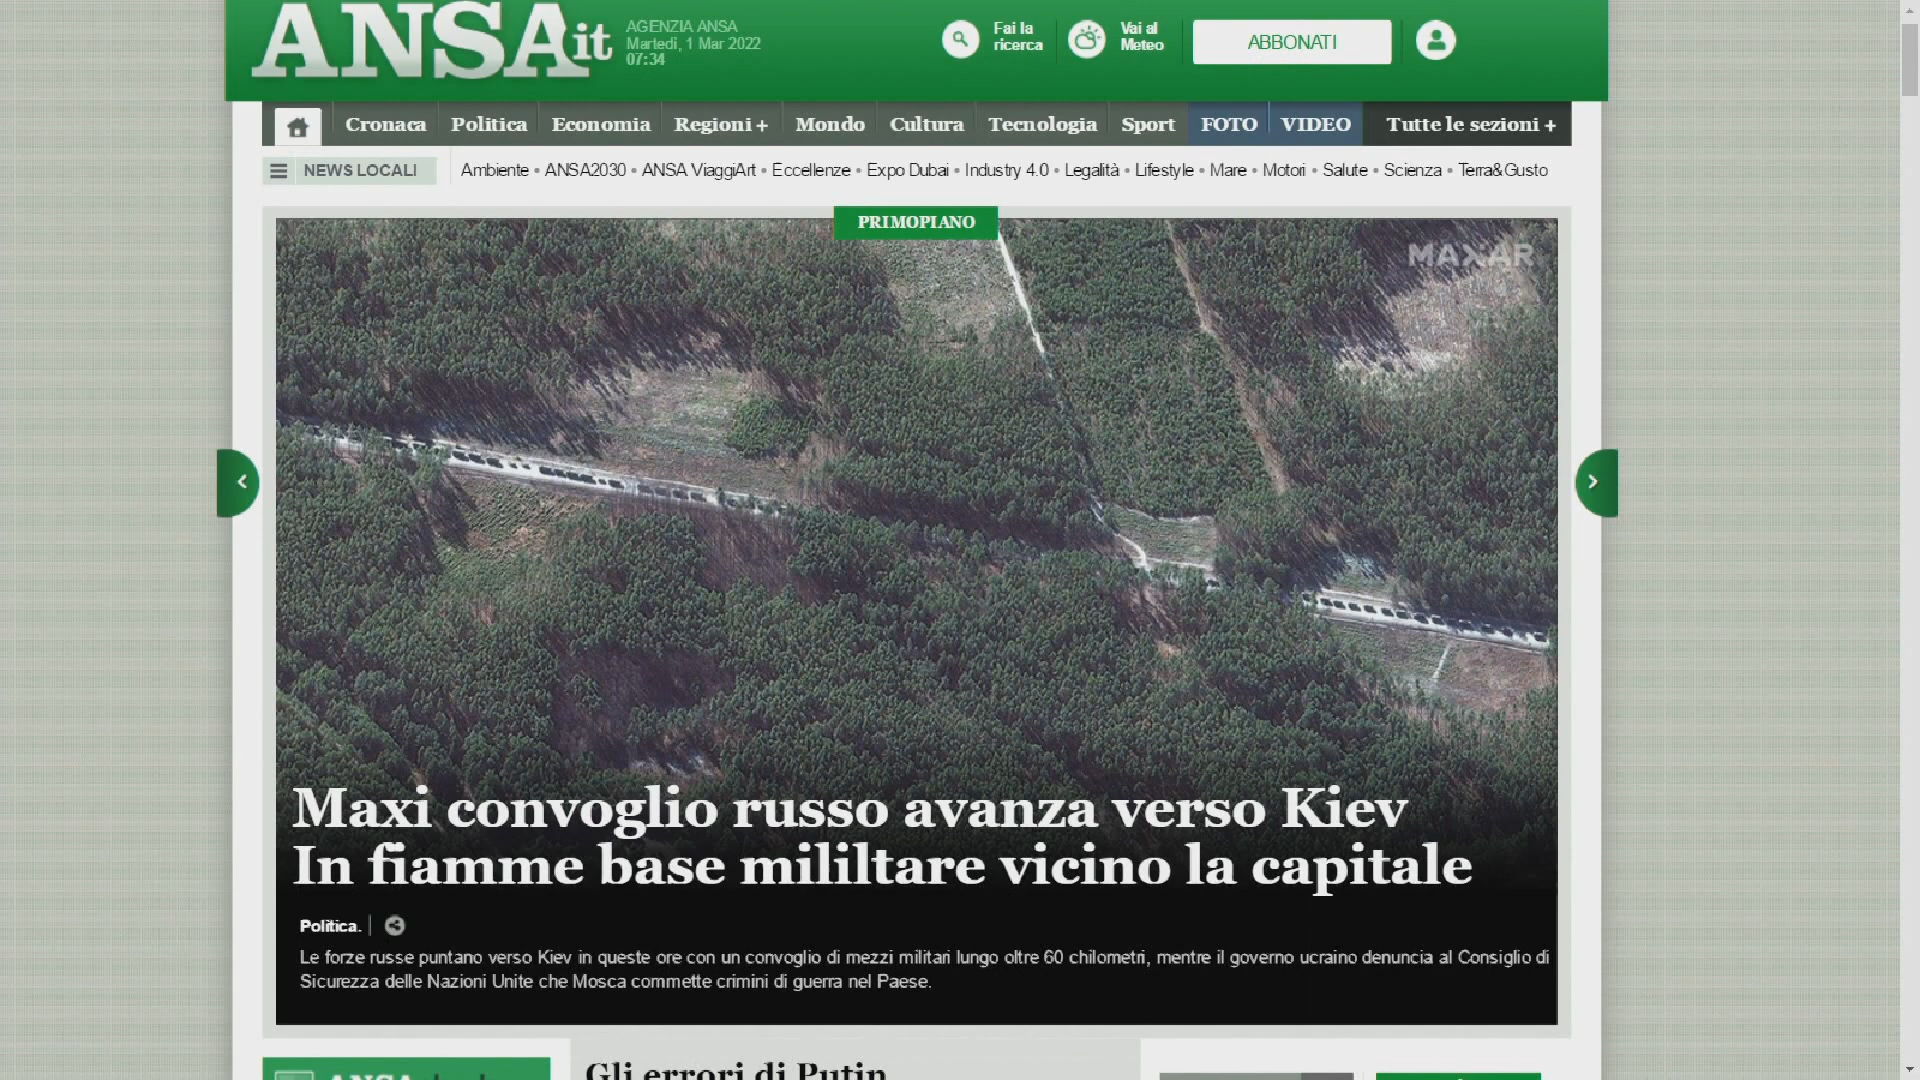 ANSA.it
AGENZIA ANSA
Martedì, 1 Mar 2022
07:34
Fai la
ricerca
Vai al
Meteo
ABBONATI
Cronaca Politica Economia Regioni + Mondo Cultura Tecnologia Sport FOTO VIDEO Tutte le sezioni +
NEWS LOCALI
Ambiente • ANSA2030 • ANSA ViaggiArt • Eccellenze • Expo Dubai • Industry 4.0 • Legalità • Lifestyle • Mare • Motori • Salute • Scienza • Terra&Gusto
PRIMOPIANO
MAXAR
Maxi convoglio russo avanza verso Kiev
In fiamme base mililtare vicino la capitale
Politica.
Le forze russe puntano verso Kiev in queste ore con un convoglio di mezzi militari lungo oltre 60 chilometri, mentre il governo ucraino denuncia al Consiglio di
Sicurezza delle Nazioni Unite che Mosca commette crimini di guerra nel Paese.
Gli errori di Putin